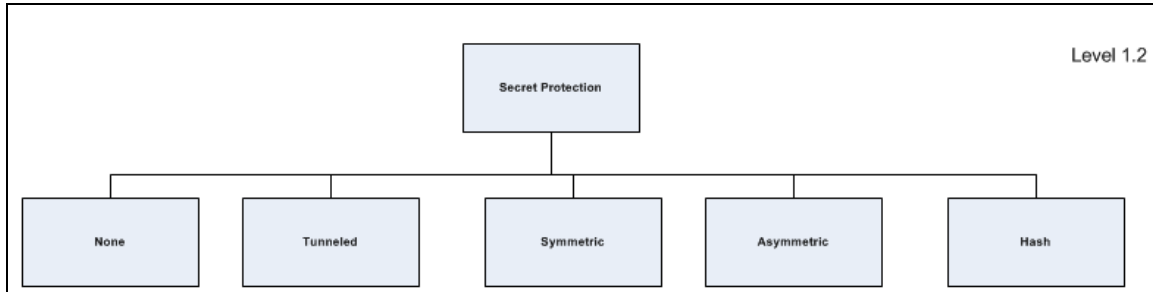 Level 1.2
Secret Protection
None
Tunneled
Symmetric
Asymmetric
Hash